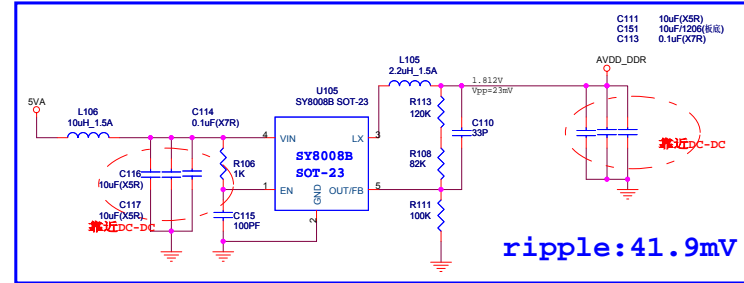 C111 10uF(X5R)
C151 10uF/1206(板底)
C113 0.1uF(X7R)
AVDD_DDR
L105
2.2uH_1.5A
1.812V
Vpp=23mV
5VA
L106
10uH_1.5A
C114
0.1uF(X7R)
U105
SY8008B SOT-23
4
VIN
LX
3
SY8008B
SOT-23
1
EN
GND
OUT/FB
5
2
R113
120K
C110
33P
R108
82K
R111
100K
R106
1K
C116
10uF(X5R)
C117
10uF(X5R)
靠近DC-DC
C115
100PF
靠近DC-DC
ripple:41.9mV